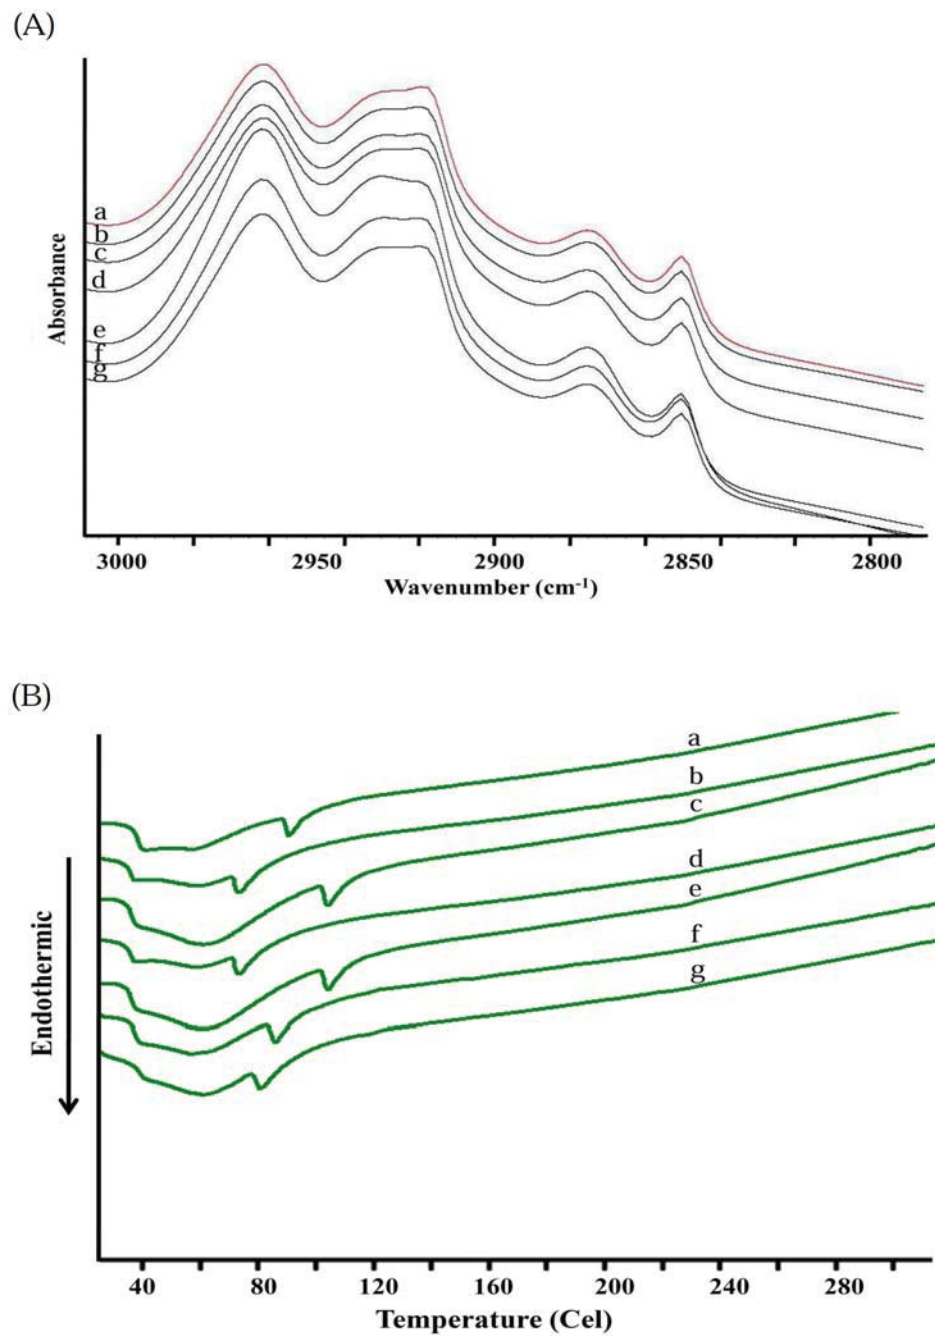 (A)
Absorbance
a
b
c
d
e
f
g
3000 2950 2900 2850 2800
Wavenumber (cm-1)
(B)
Endothermic
a
b
c
d
e
f
g
40 80 120 160 200 240 280
Temperature (Cel)